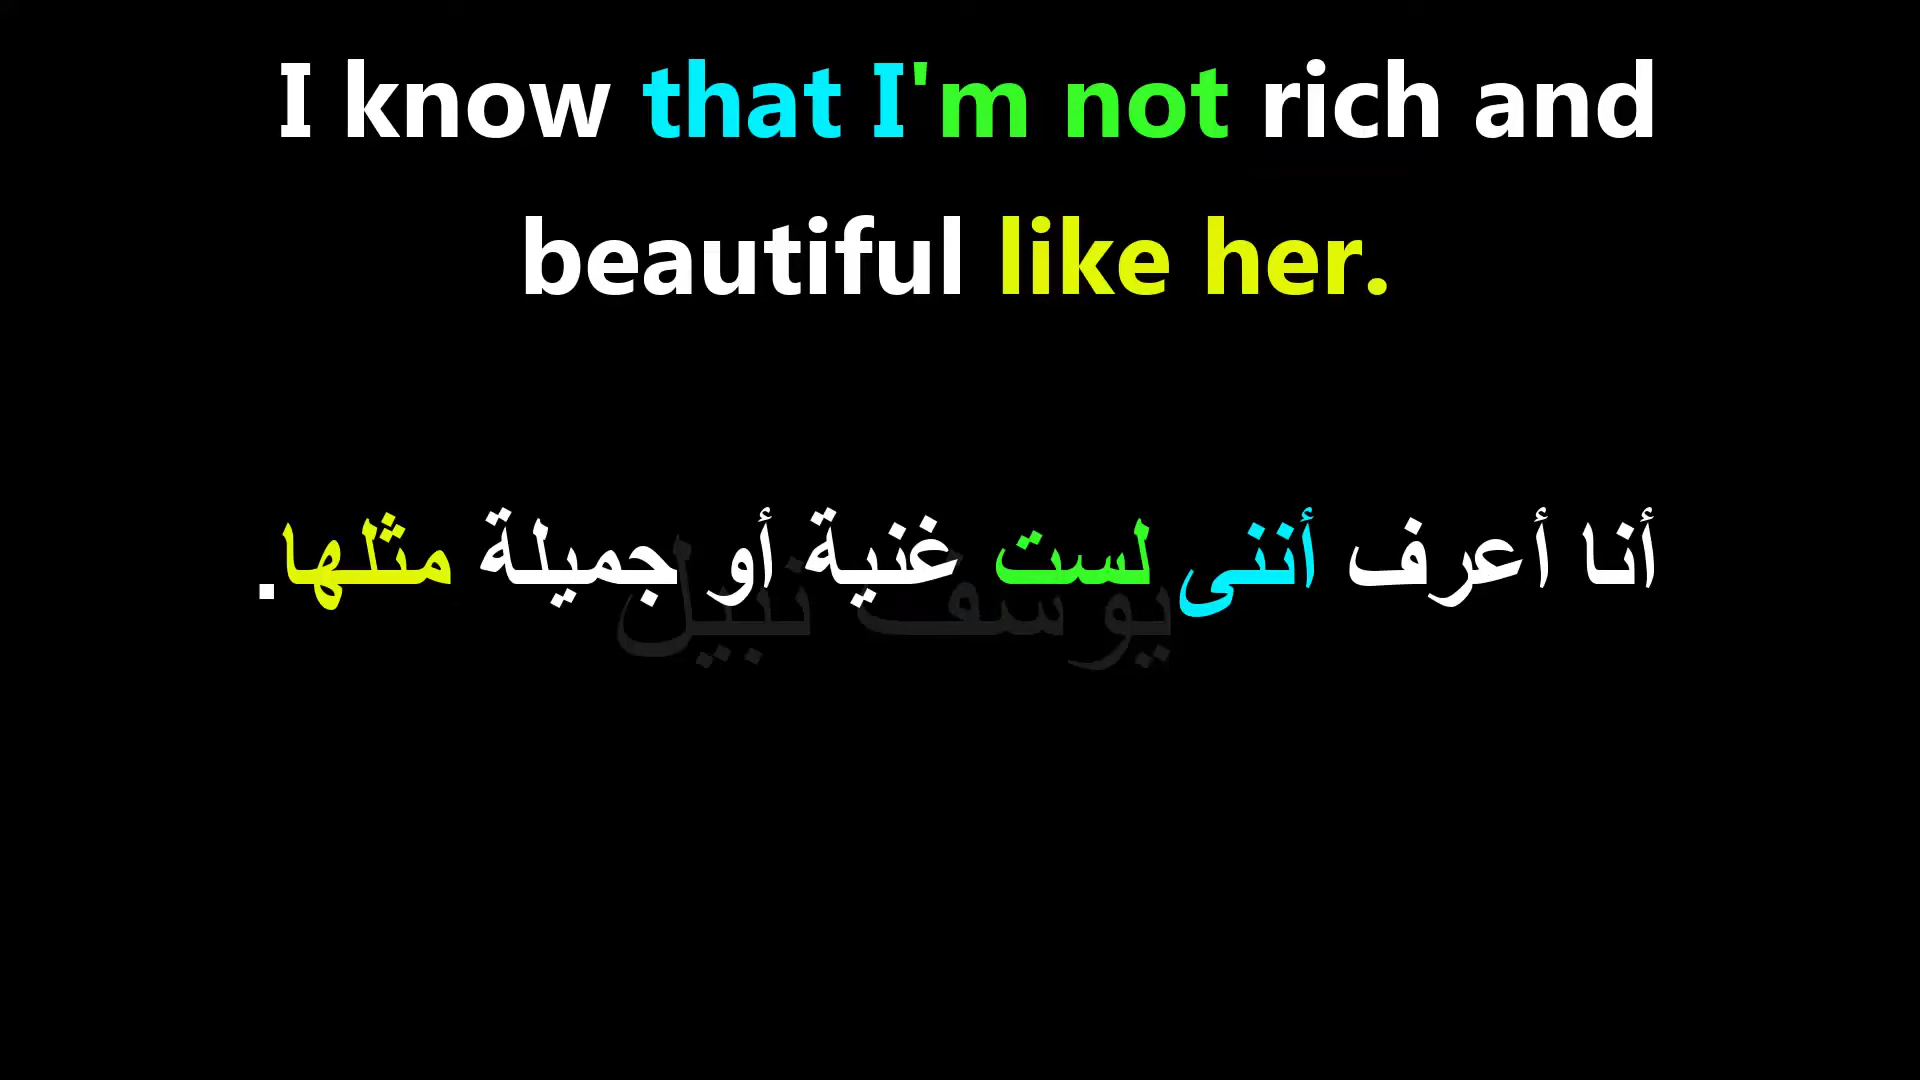 I know that I'm not rich and
beautiful like her.
أنا أعرف أننى لست غنية أو جميلة مثلها.
يوسف نبيل